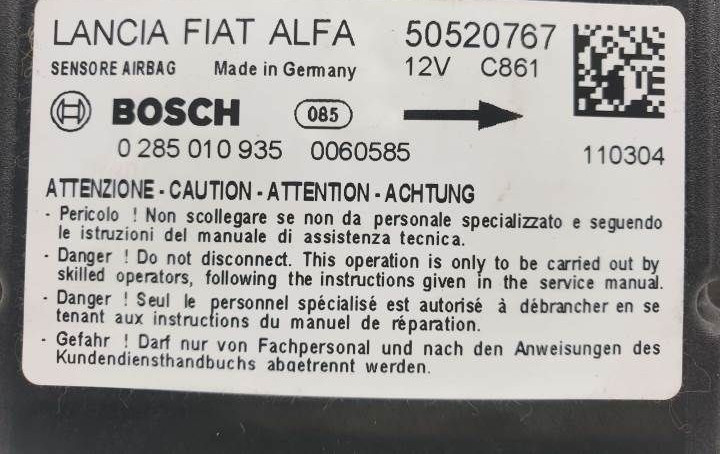 LANCIA FIAT ALFA 50520767
SENSORE AIRBAG Made in Germany 12V C861
BOSCH 085
0 285 010 935 0060585 110304
ATTENZIONE - CAUTION - ATTENTION - ACHTUNG
- Pericolo ! Non scollegare se non da personale specializzato e seguendo
le istruzioni del manuale di assistenza tecnica.
- Danger ! Do not disconnect. This operation is only to be carried out by
skilled operators, following the instructions given in the service manual.
- Danger ! Seul le personnel spécialisé est autorisé à débrancher en se
tenant aux instructions du manuel de réparation.
- Gefahr ! Darf nur von Fachpersonal und nach den Anweisungen des
Kundendiensthandbuchs abgetrennt werden.